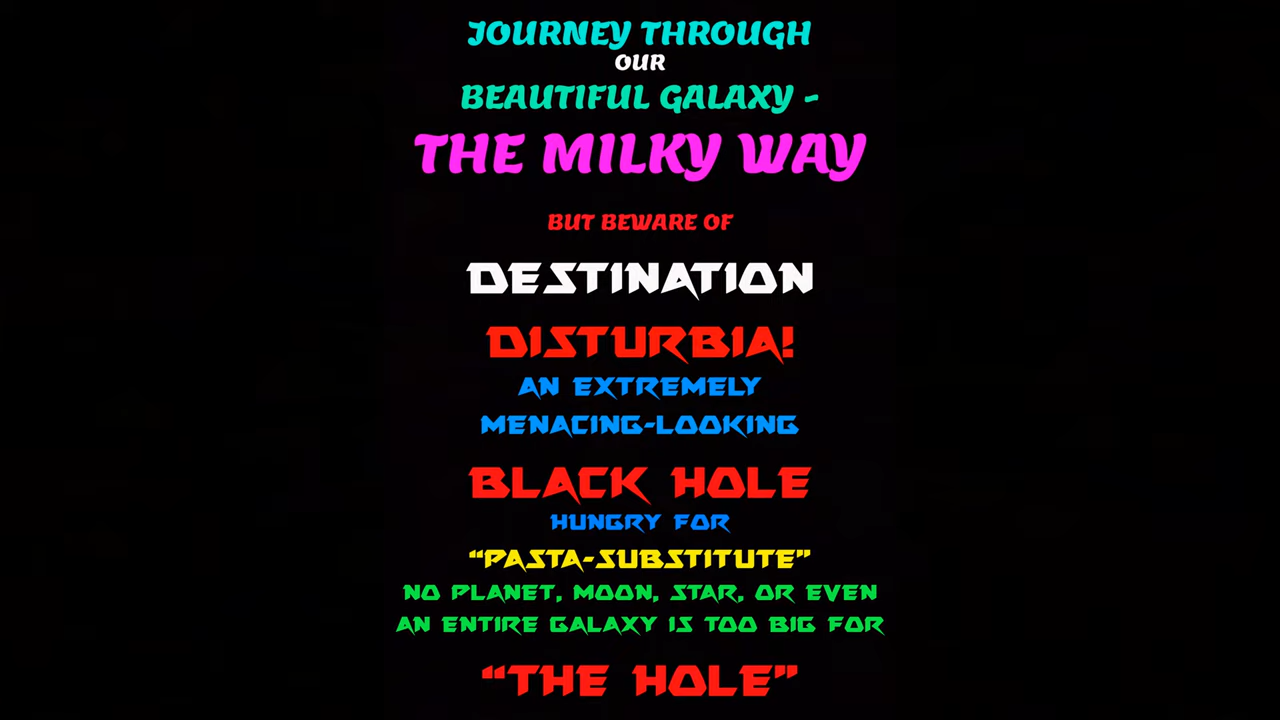 JOURNEY THROUGH
OUR
BEAUTIFUL GALAXY -
THE MILKY WAY
BUT BEWARE OF
DESTINATION
DISTURBIA!
AN EXTREMELY
MENACING-LOOKING
BLACK HOLE
HUNGRY FOR
“PASTA-SUBSTITUTE”
NO PLANET, MOON, STAR, OR EVEN
AN ENTIRE GALAXY IS TOO BIG FOR
“THE HOLE”